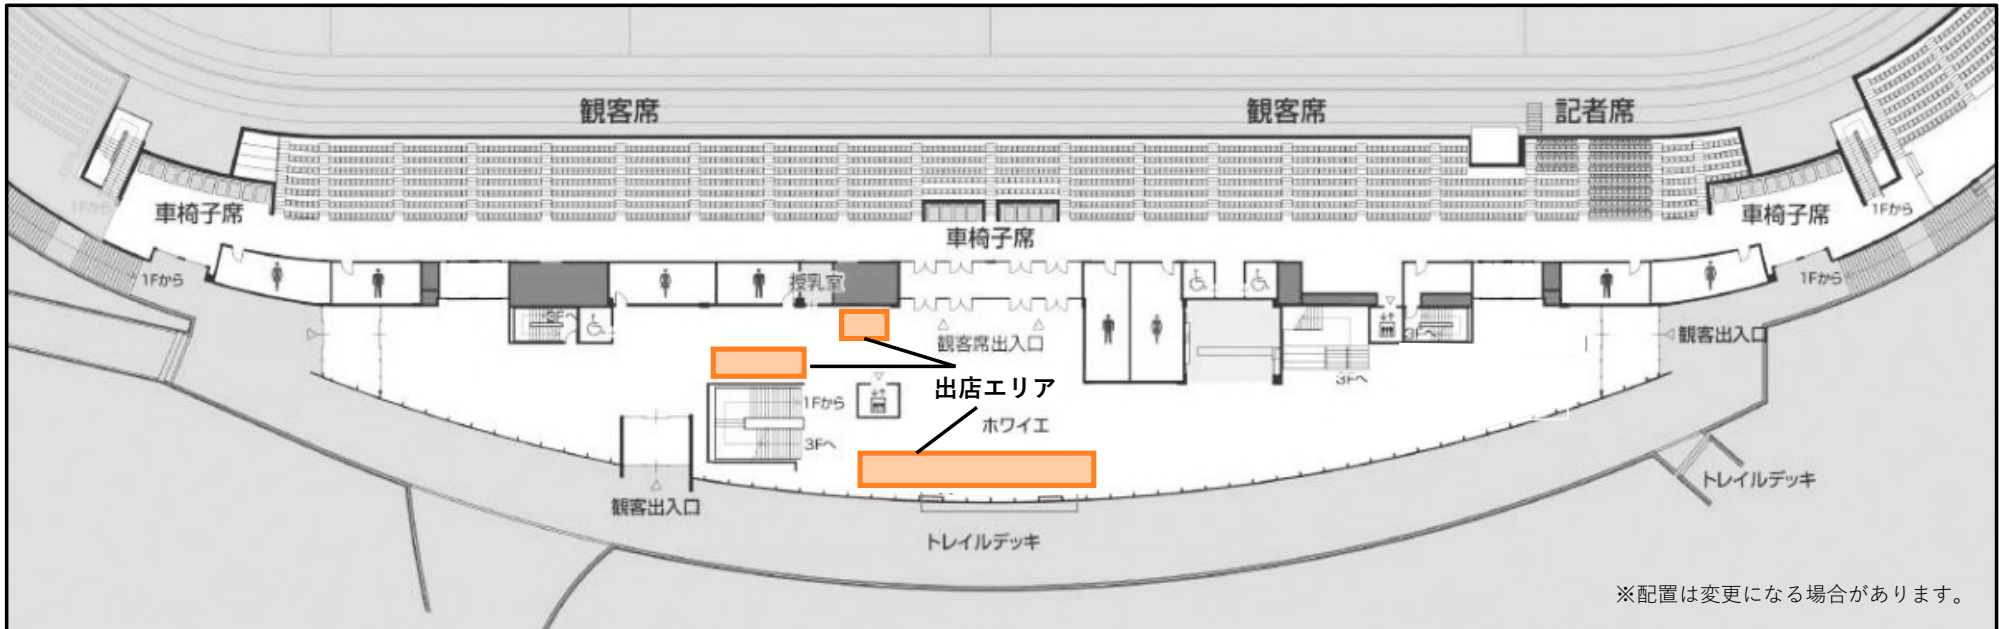 観客席
観客席
記者席
1Fから
車椅子席
車椅子席
車椅子席
1Fから
1Fから
授乳室
1Fから
3Fへ
観客席出入口
3Fへ
観客出入口
3Fへ
出店エリア
1Fから
ホワイエ
3Fへ
トレイルデッキ
観客出入口
トレイルデッキ
※配置は変更になる場合があります。